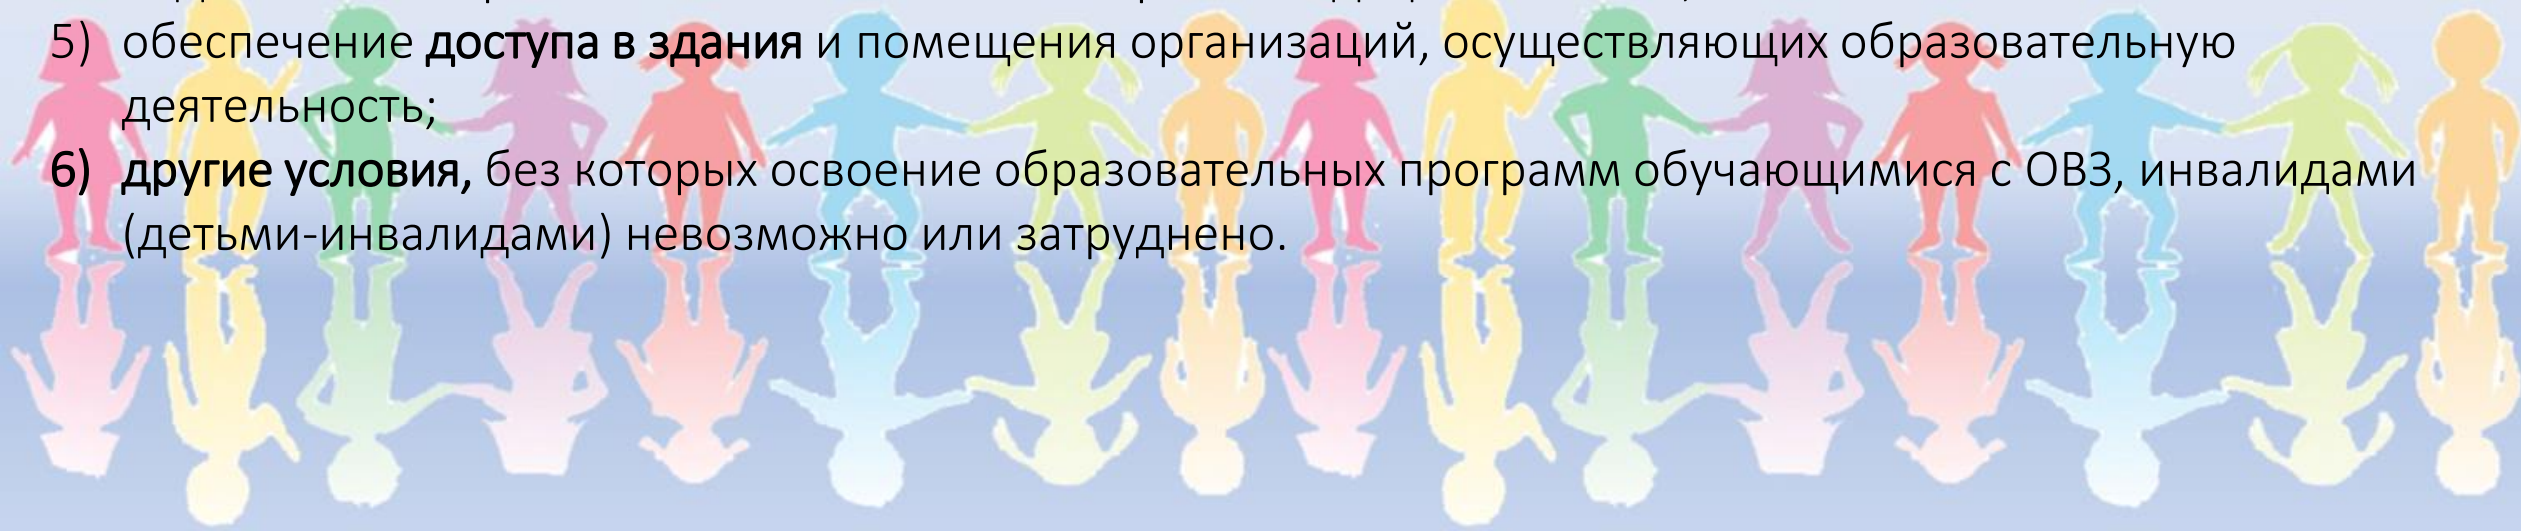 5) обеспечение доступа в здания и помещения организаций, осуществляющих образовательную
деятельность;
6) другие условия, без которых освоение образовательных программ обучающимися с ОВЗ, инвалидами
(детьми-инвалидами) невозможно или затруднено.